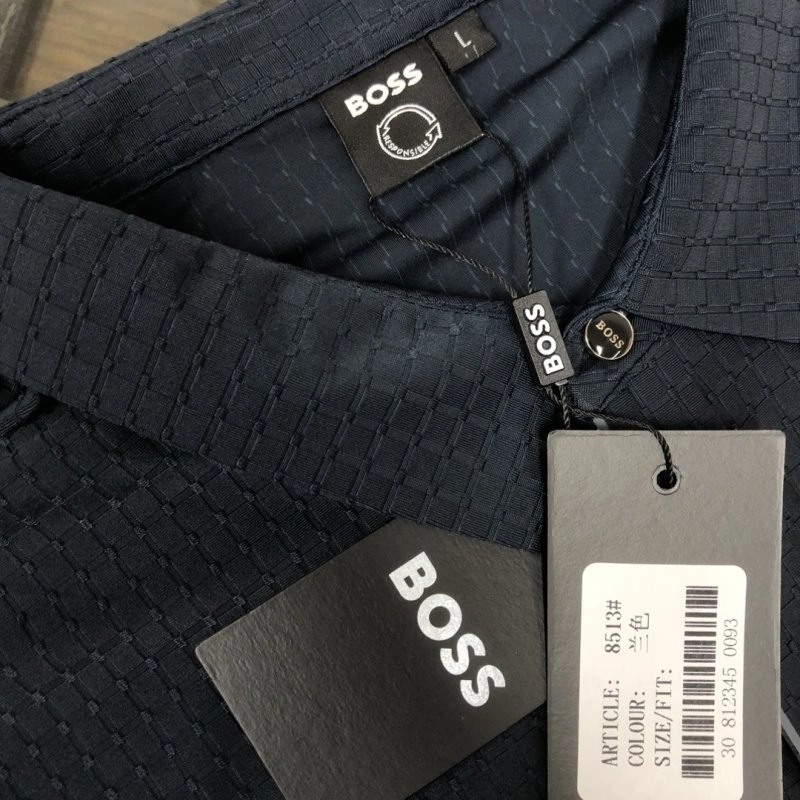 L
BOSS
RESPONSIBLE
BOSS
BOSS
BOSS
ARTICLE: 8513#
COLOUR: 兰色
SIZE/FIT:
30 812345 0093